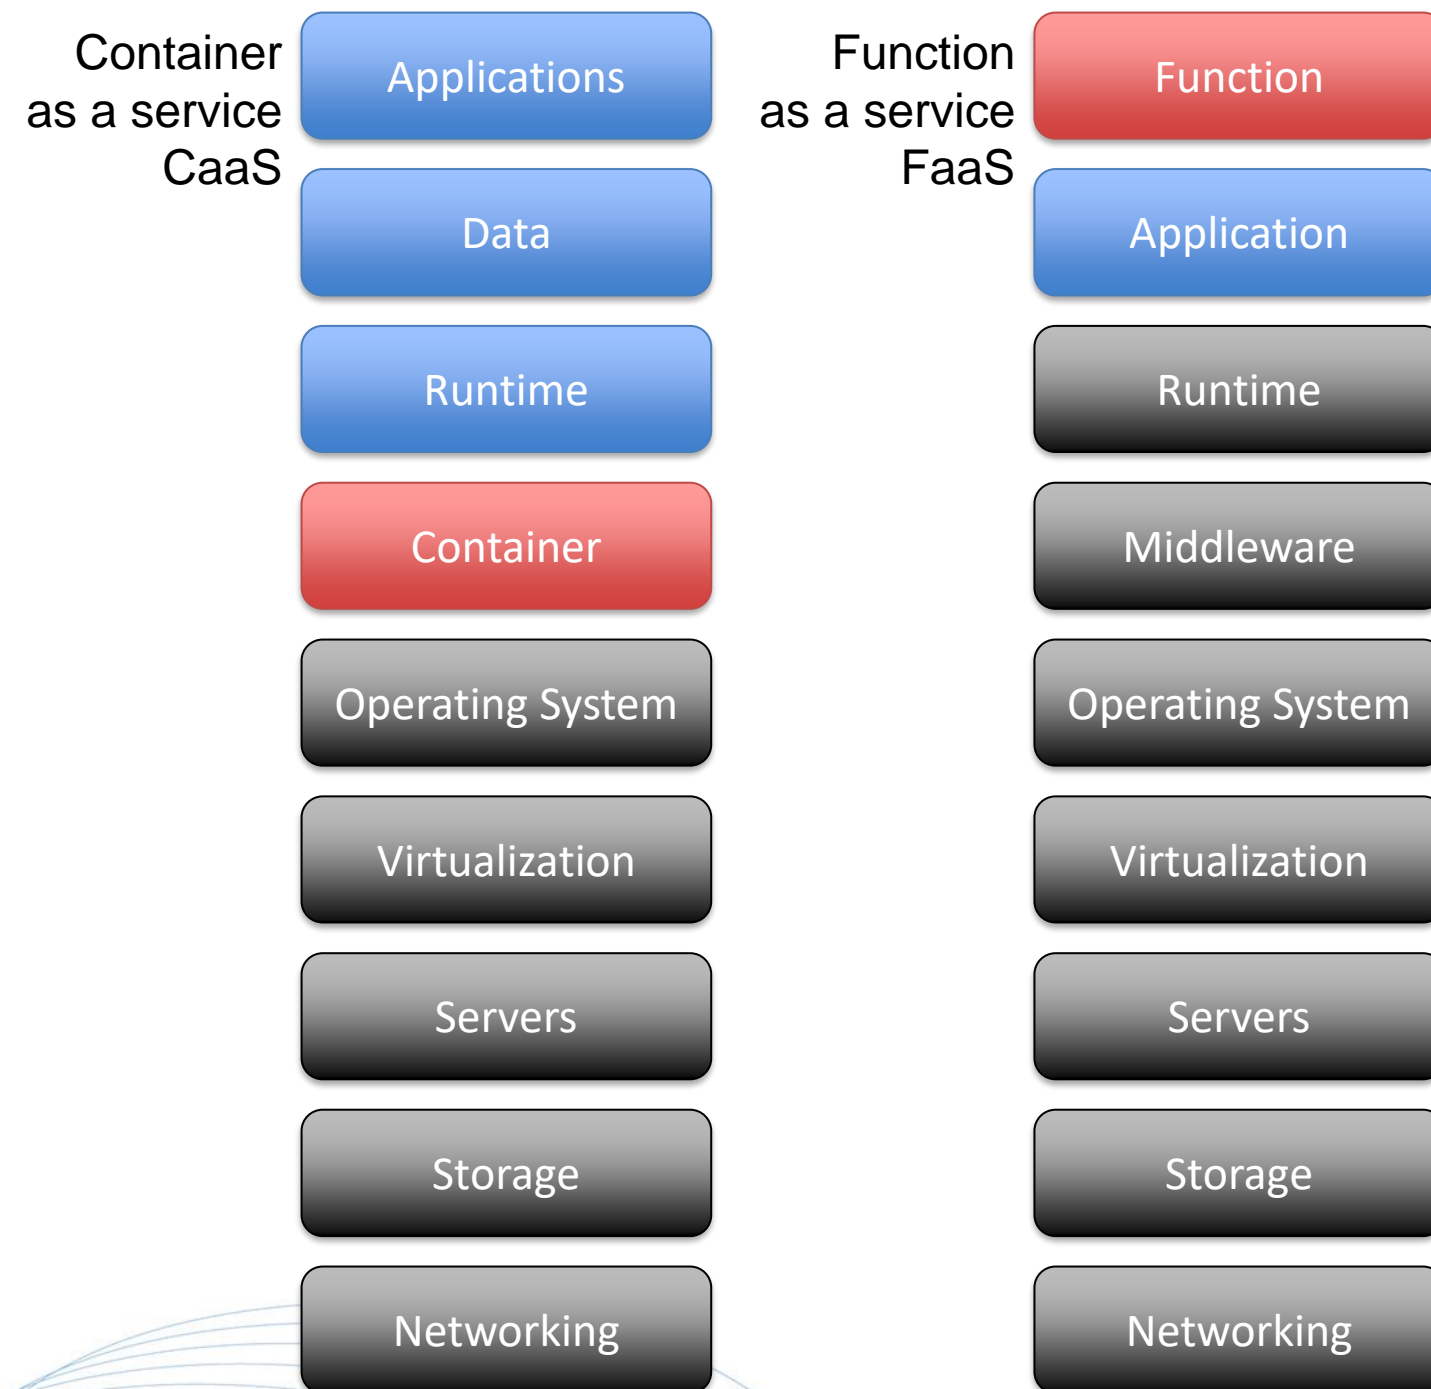 Container
as a service
CaaS
Applications
Data
Runtime
Container
Operating System
Virtualization
Servers
Storage
Networking
Function
as a service
FaaS
Function
Application
Runtime
Middleware
Operating System
Virtualization
Servers
Storage
Networking